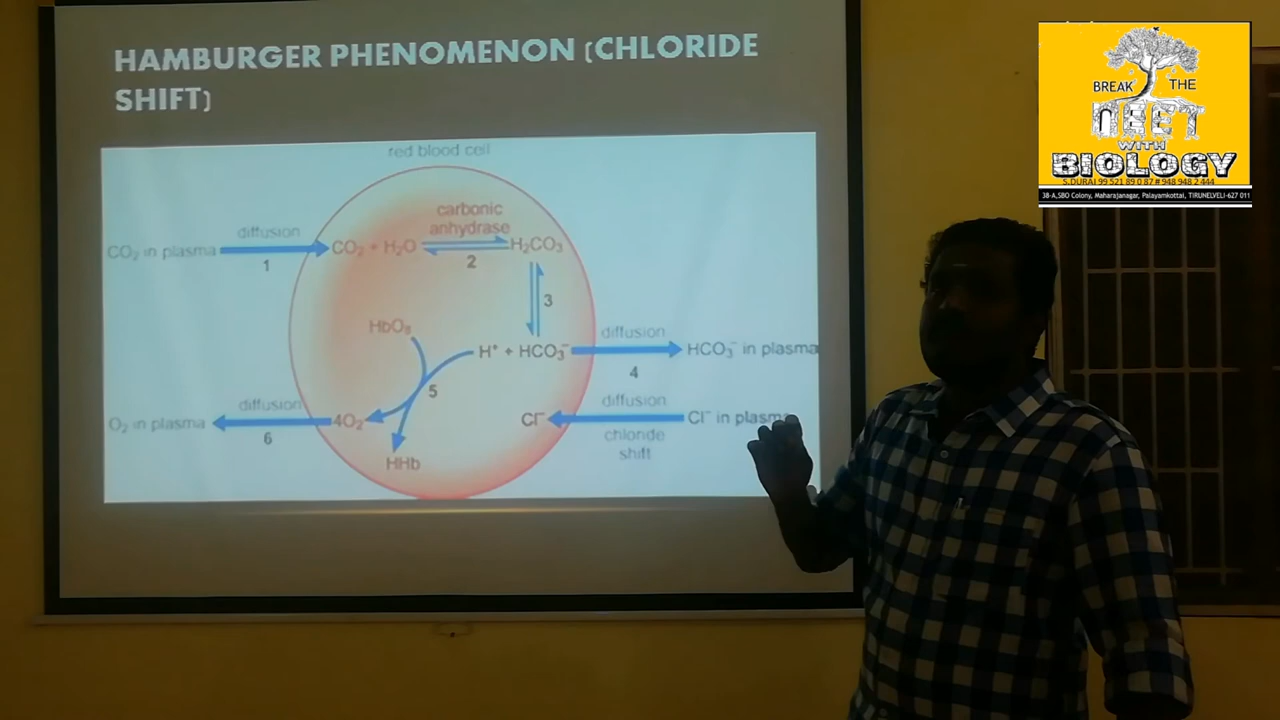 HAMBURGER PHENOMENON (CHLORIDE
SHIFT)
red blood cell
carbonic
anhydrase
CO₂ in plasma
diffusion
1
CO₂ + H₂O
2
H₂CO₃
3
HbO₈
H⁺ + HCO₃⁻
diffusion
4
HCO₃⁻ in plasma
5
O₂ in plasma
diffusion
6
4O₂
Cl⁻
diffusion
chloride
shift
Cl⁻ in plasma
HHb
BREAK THE
NEET
WITH
BIOLOGY
S.DURAI 99 521 89 0 87 # 948 948 2 444
38-A,SBO Colony, Maharajanagar, Palayamkottai, TIRUNELVELI-627 011